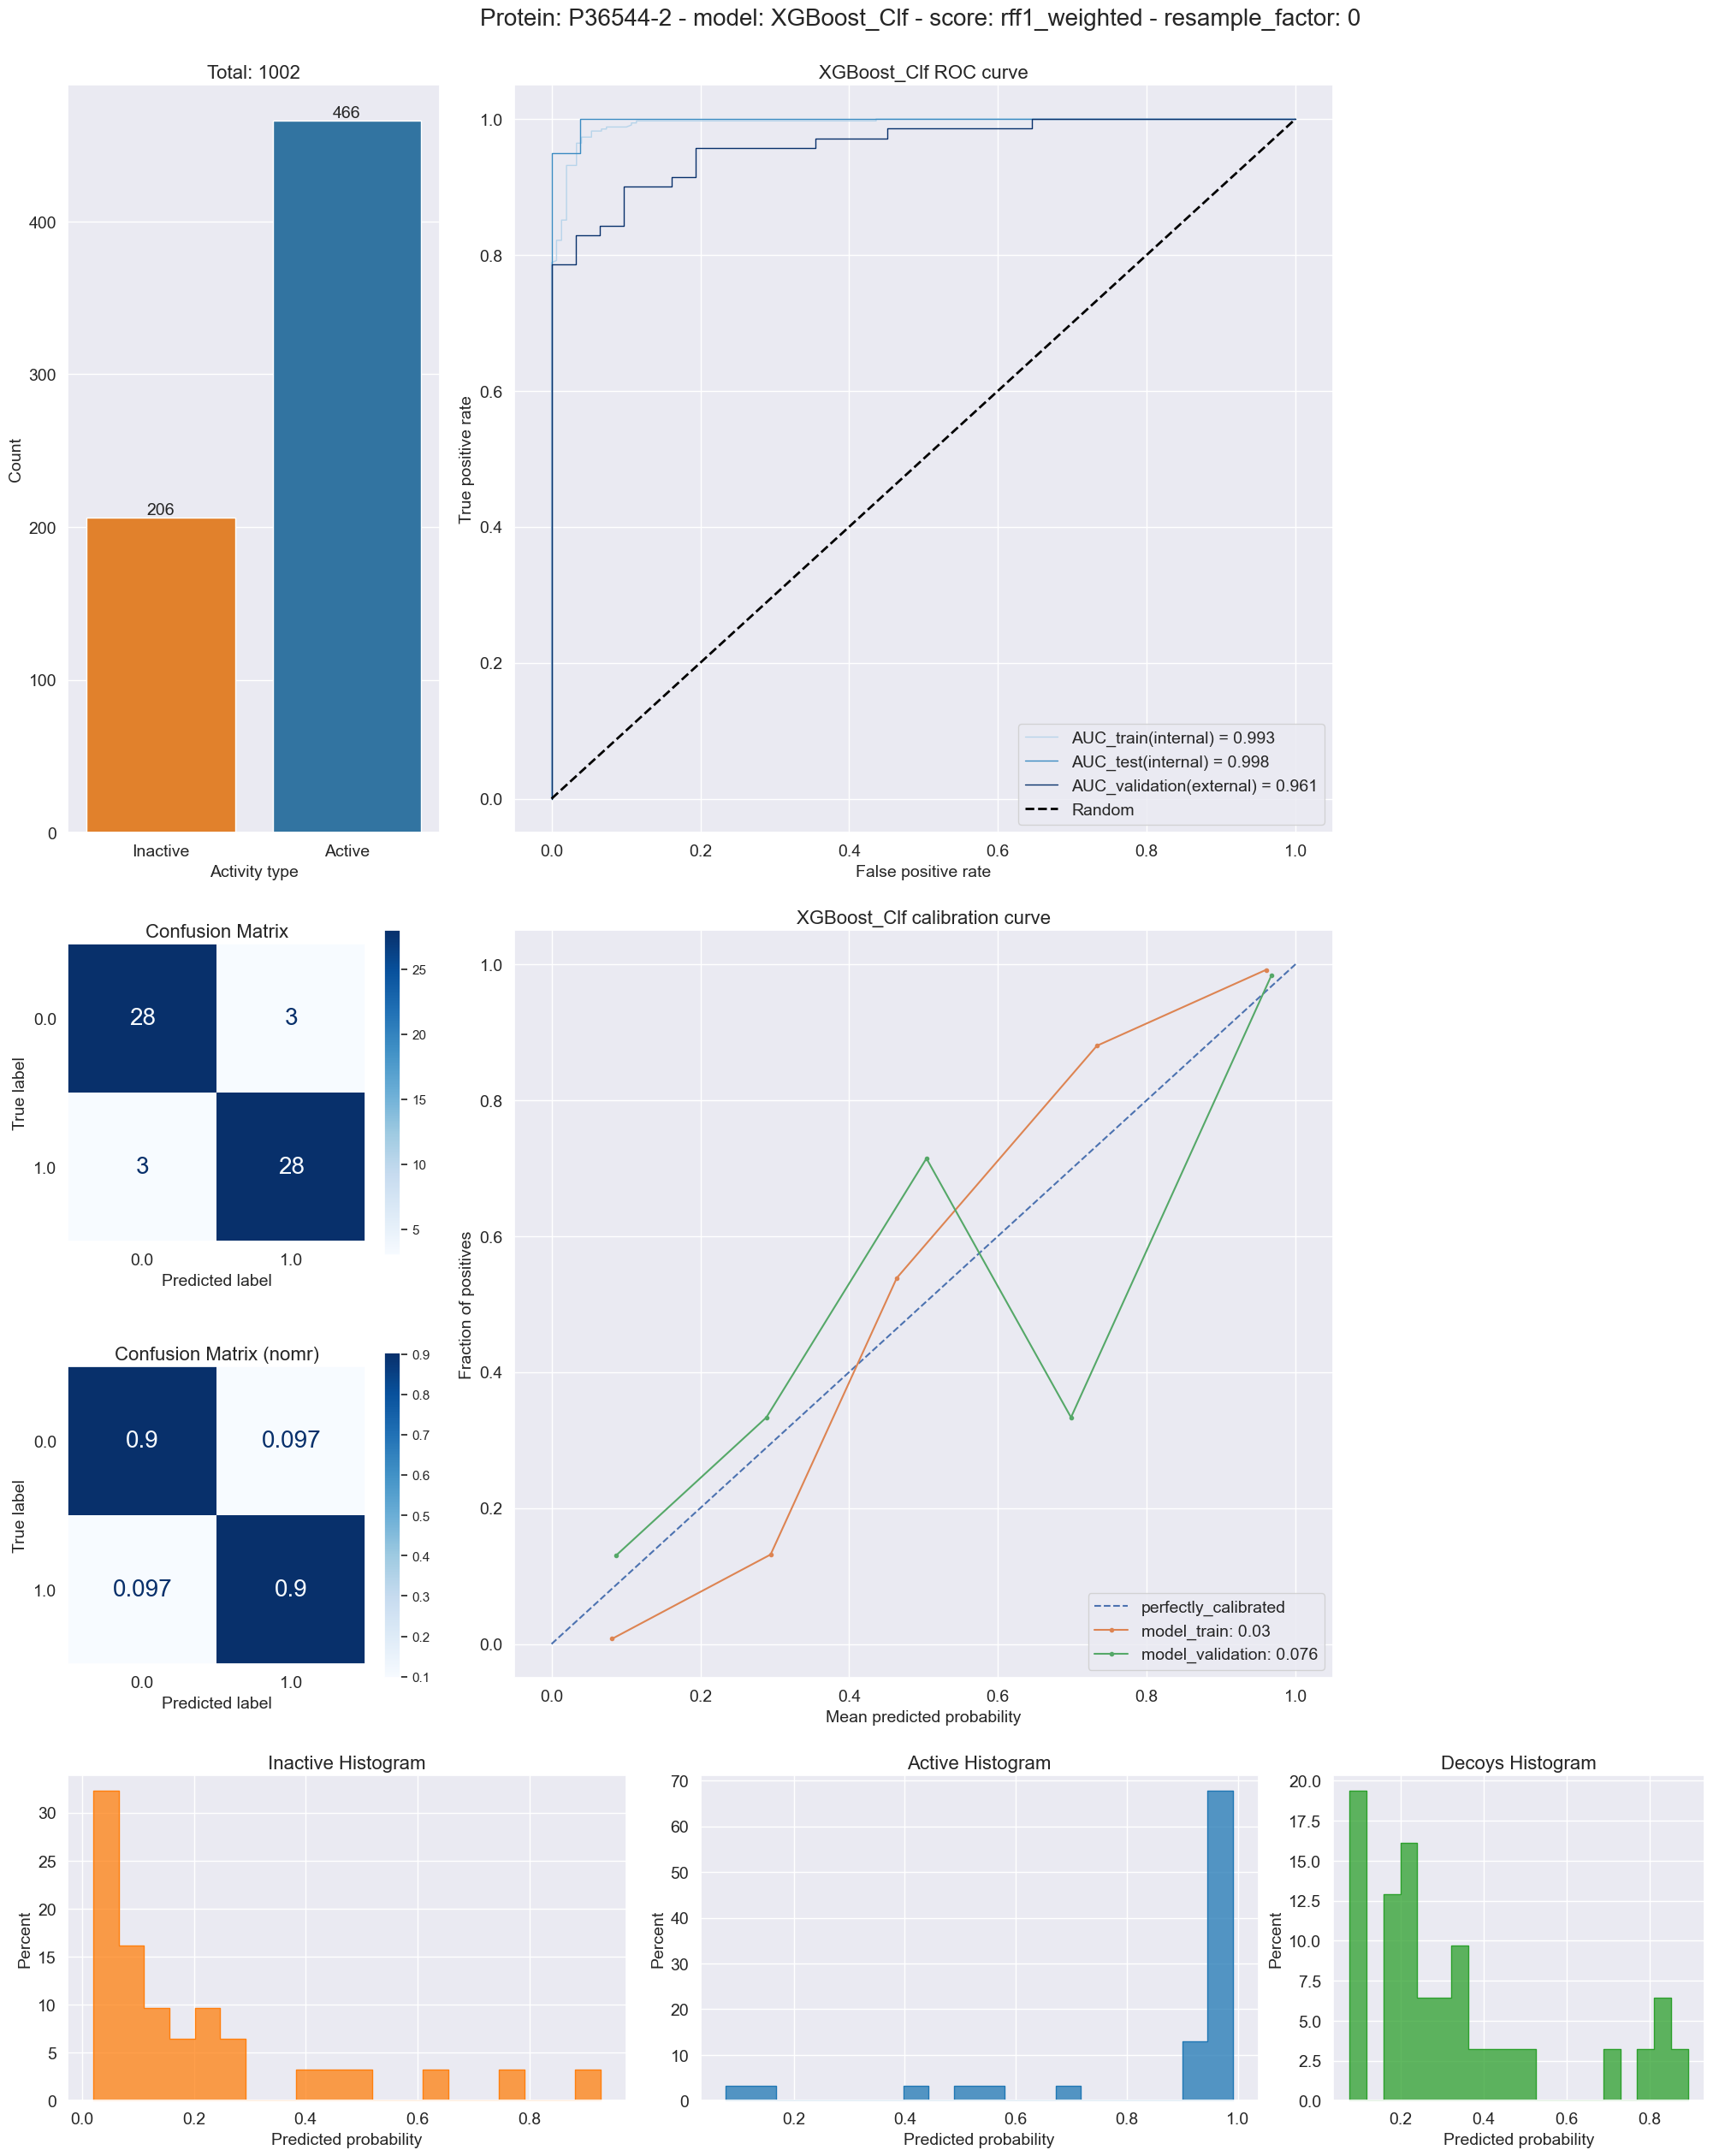 Protein: P36544-2 - model: XGBoost_Clf - score: rff1_weighted - resample_factor: 0
Total: 1002
466
206
400
300
200
100
0
Count
Inactive
Active
Activity type
XGBoost_Clf ROC curve
1.0
0.8
0.6
0.4
0.2
0.0
True positive rate
AUC_train(internal) = 0.993
AUC_test(internal) = 0.998
AUC_validation(external) = 0.961
Random
0.0 0.2 0.4 0.6 0.8 1.0
False positive rate
Confusion Matrix
28 3
3 28
0.0
1.0
True label
0.0 1.0
Predicted label
25
20
15
10
5
XGBoost_Clf calibration curve
1.0
0.8
0.6
0.4
0.2
0.0
Fraction of positives
perfectly_calibrated
model_train: 0.03
model_validation: 0.076
0.0 0.2 0.4 0.6 0.8 1.0
Mean predicted probability
Confusion Matrix (nomr)
0.9 0.097
0.097 0.9
0.0
1.0
True label
0.0 1.0
Predicted label
0.9
0.8
0.7
0.6
0.5
0.4
0.3
0.2
0.1
Inactive Histogram
30
25
20
15
10
5
0
Percent
0.0 0.2 0.4 0.6 0.8
Predicted probability
Active Histogram
70
60
50
40
30
20
10
0
Percent
0.2 0.4 0.6 0.8 1.0
Predicted probability
Decoys Histogram
20.0
17.5
15.0
12.5
10.0
7.5
5.0
2.5
0.0
Percent
0.2 0.4 0.6 0.8
Predicted probability